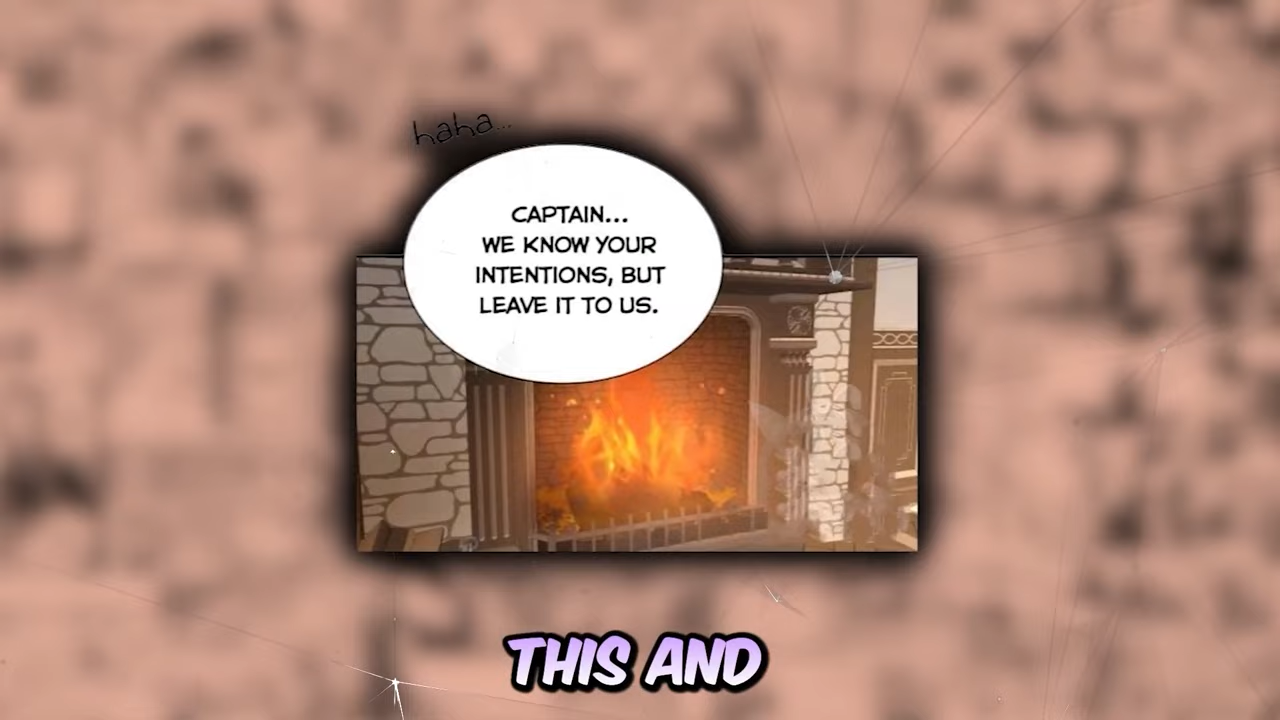 haha...
CAPTAIN...
WE KNOW YOUR
INTENTIONS, BUT
LEAVE IT TO US.
THIS AND